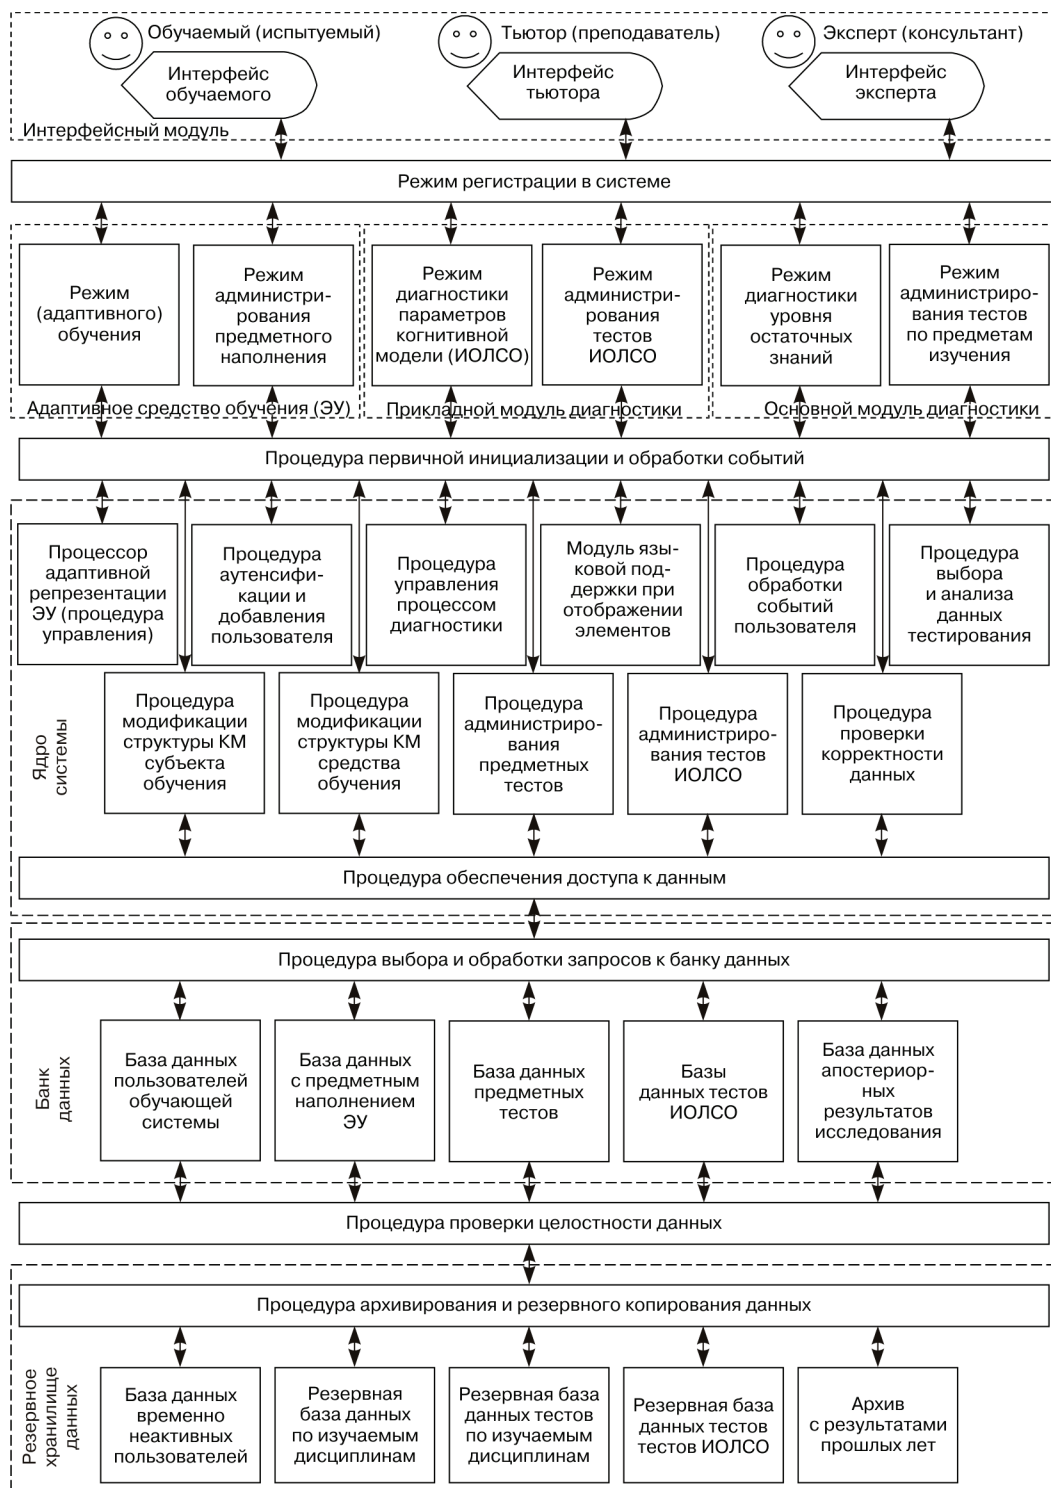 Обучаемый (испытуемый)
Тьютор (преподаватель)
Эксперт (консультант)
Интерфейс
обучаемого
Интерфейс
тьютора
Интерфейс
эксперта
Интерфейсный модуль
Режим регистрации в системе
Режим
(адаптивного)
обучения
Режим
администри-
рования
предметного
наполнения
Режим
диагностики
параметров
когнитивной
модели (ИОЛСО)
Режим
администри-
рования
тестов
ИОЛСО
Режим
диагностики
уровня
остаточных
знаний
Режим
администриро-
вания тестов
по предметам
изучения
Адаптивное средство обучения (ЭУ)
Прикладной модуль диагностики
Основной модуль диагностики
Процедура первичной инициализации и обработки событий
Процессор
адаптивной
репрезентации
ЭУ (процедура
управления)
Процедура
аутенсифи-
кации и
добавления
пользователя
Процедура
управления
процессом
диагностики
Модуль язы-
ковой под-
держки при
отображении
элементов
Процедура
обработки
событий
пользователя
Процедура
выбора
и анализа
данных
тестирования
Ядро
системы
Процедура
модификации
структуры КМ
субъекта
обучения
Процедура
модификации
структуры КМ
средства
обучения
Процедура
администриро-
вания
предметных
тестов
Процедура
администриро-
вания тестов
ИОЛСО
Процедура
проверки
корректности
данных
Процедура обеспечения доступа к данным
Процедура выбора и обработки запросов к банку данных
Банк
данных
База данных
пользователей
обучающей
системы
База данных
с предметным
наполнением
ЭУ
База данных
предметных
тестов
Базы
данных тестов
ИОЛСО
База данных
апостериор-
ных
результатов
исследования
Процедура проверки целостности данных
Процедура архивирования и резервного копирования данных
Резервное
хранилище
данных
База данных
временно
неактивных
пользователей
Резервная
база данных
по изучаемым
дисциплинам
Резервная база
данных тестов
по изучаемым
дисциплинам
Резервная база
данных тестов
тестов ИОЛСО
Архив
с результатами
прошлых лет